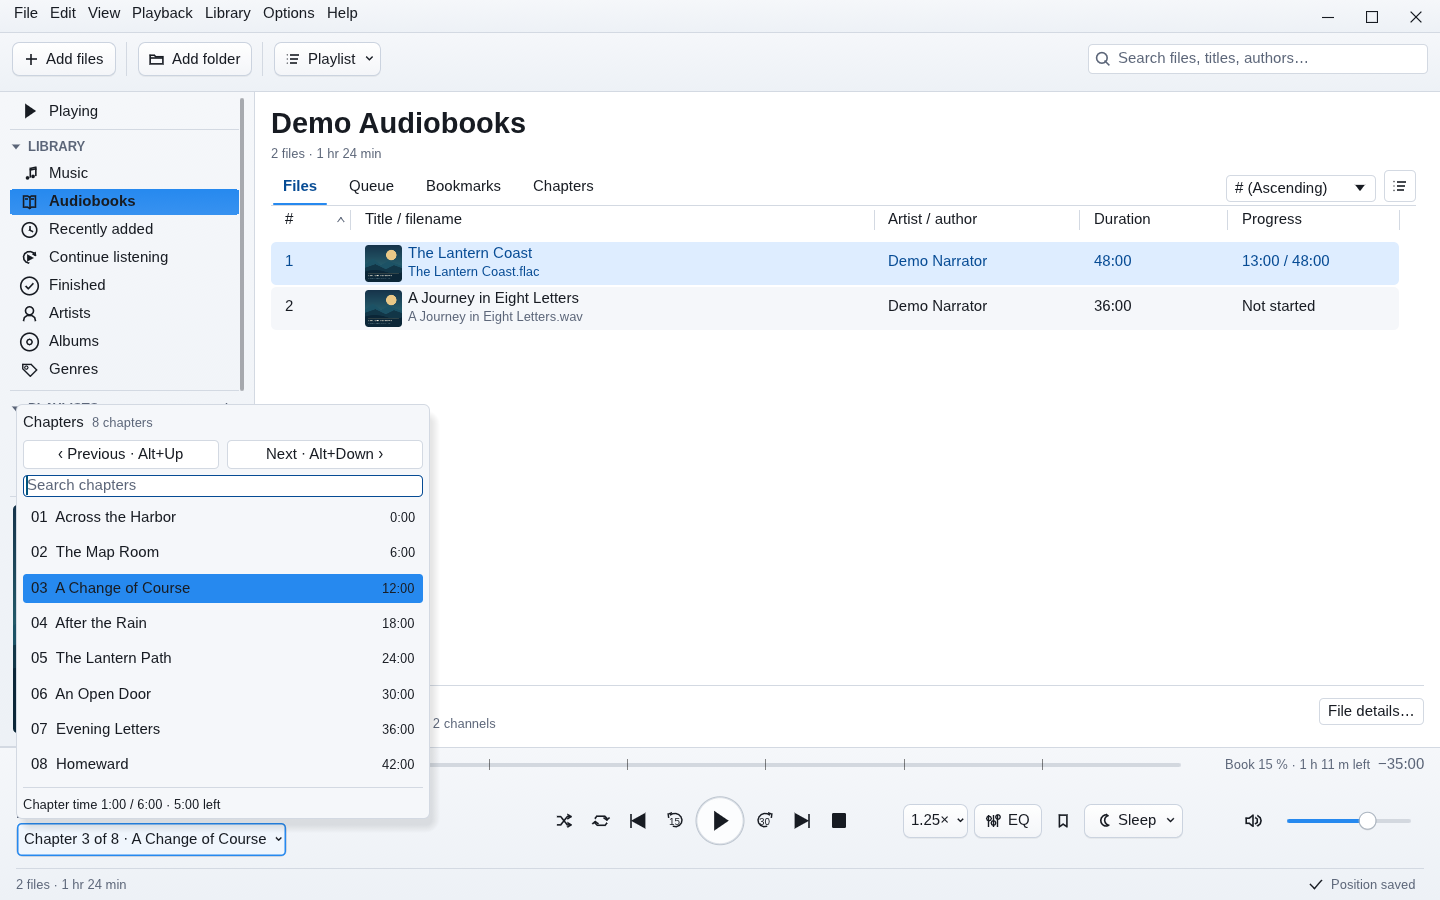 File Edit View Playback Library Options Help
Add files
Add folder
Playlist
Search files, titles, authors…
Playing
LIBRARY
Music
Audiobooks
Recently added
Continue listening
Finished
Artists
Albums
Genres
Demo Audiobooks
2 files · 1 hr 24 min
Files Queue Bookmarks Chapters
# (Ascending)
# Title / filename Artist / author Duration Progress
1 The Lantern Coast Demo Narrator 48:00 13:00 / 48:00
The Lantern Coast.flac
2 A Journey in Eight Letters Demo Narrator 36:00 Not started
A Journey in Eight Letters.wav
Chapters 8 chapters
‹ Previous · Alt+Up
Next · Alt+Down ›
Search chapters
01 Across the Harbor 0:00
02 The Map Room 6:00
03 A Change of Course 12:00
04 After the Rain 18:00
05 The Lantern Path 24:00
06 An Open Door 30:00
07 Evening Letters 36:00
08 Homeward 42:00
Chapter time 1:00 / 6:00 · 5:00 left
2 channels
File details…
Book 15 % · 1 h 11 m left −35:00
Chapter 3 of 8 · A Change of Course
15
30
1.25×
EQ
Sleep
2 files · 1 hr 24 min
Position saved